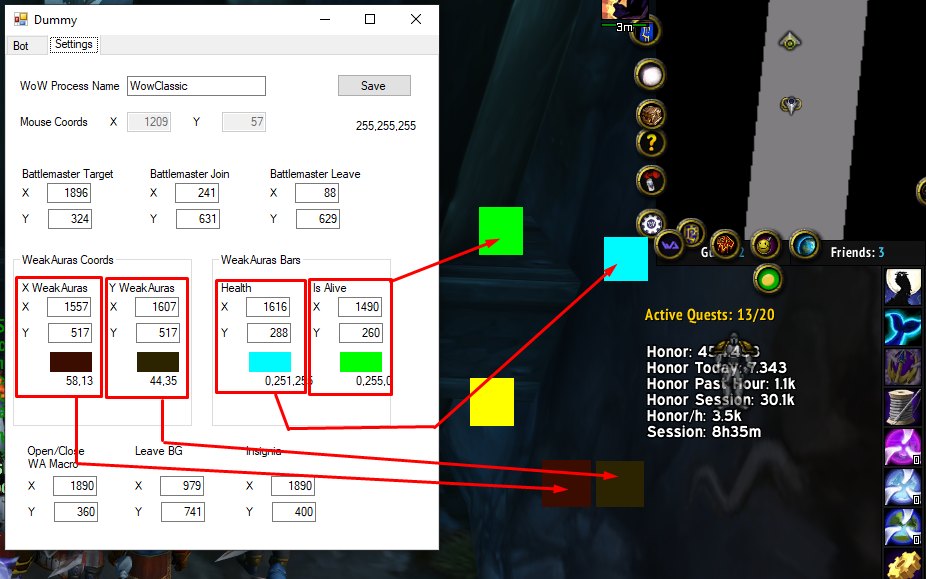 Dummy
Bot Settings
WoW Process Name WowClassic Save
Mouse Coords X 1209 Y 57 255,255,255
Battlemaster Target Battlemaster Join Battlemaster Leave
X 1896 X 241 X 88
Y 324 Y 631 Y 629
WeakAuras Coords WeakAuras Bars
X WeakAuras Y WeakAuras Health Is Alive
X 1557 X 1607 X 1616 X 1490
Y 517 Y 517 Y 288 Y 260
58,13 44,35 0,251,255 0,255,0
Open/Close Leave BG Insignia
WA Macro
X 1890 X 979 X 1890
Y 360 Y 741 Y 400
3m
?
Friends: 3
Active Quests: 13/20
Honor:
Honor Today: 7.343
Honor Past Hour: 1.1k
Honor Session: 30.1k
Honor/h: 3.5k
Session: 8h35m
0
0
0